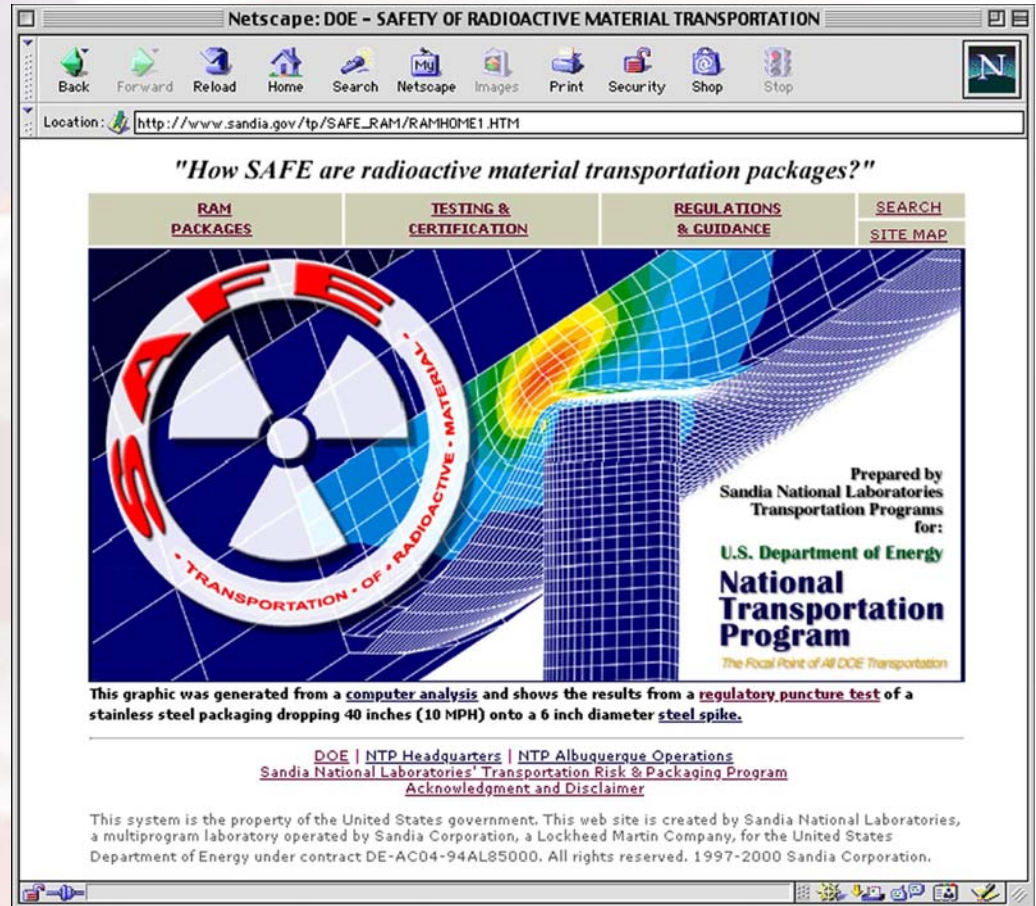 Netscape: DOE – SAFETY OF RADIOACTIVE MATERIAL TRANSPORTATION
Back Forward Reload Home Search Netscape Images Print Security Shop Stop
My
N
Location: http://www.sandia.gov/tp/SAFE_RAM/RAMHOME1.HTM
"How SAFE are radioactive material transportation packages?"
RAM
PACKAGES
TESTING &
CERTIFICATION
REGULATIONS
& GUIDANCE
SEARCH
SITE MAP
SAFE
• TRANSPORTATION • OF • RADIOACTIVE • MATERIAL •
Prepared by
Sandia National Laboratories
Transportation Programs
for:
U.S. Department of Energy
National
Transportation
Program
The Focal Point of All DOE Transportation
This graphic was generated from a computer analysis and shows the results from a regulatory puncture test of a
stainless steel packaging dropping 40 inches (10 MPH) onto a 6 inch diameter steel spike.
DOE | NTP Headquarters | NTP Albuquerque Operations
Sandia National Laboratories' Transportation Risk & Packaging Program
Acknowledgment and Disclaimer
This system is the property of the United States government. This web site is created by Sandia National Laboratories,
a multiprogram laboratory operated by Sandia Corporation, a Lockheed Martin Company, for the United States
Department of Energy under contract DE-AC04-94AL85000. All rights reserved. 1997-2000 Sandia Corporation.